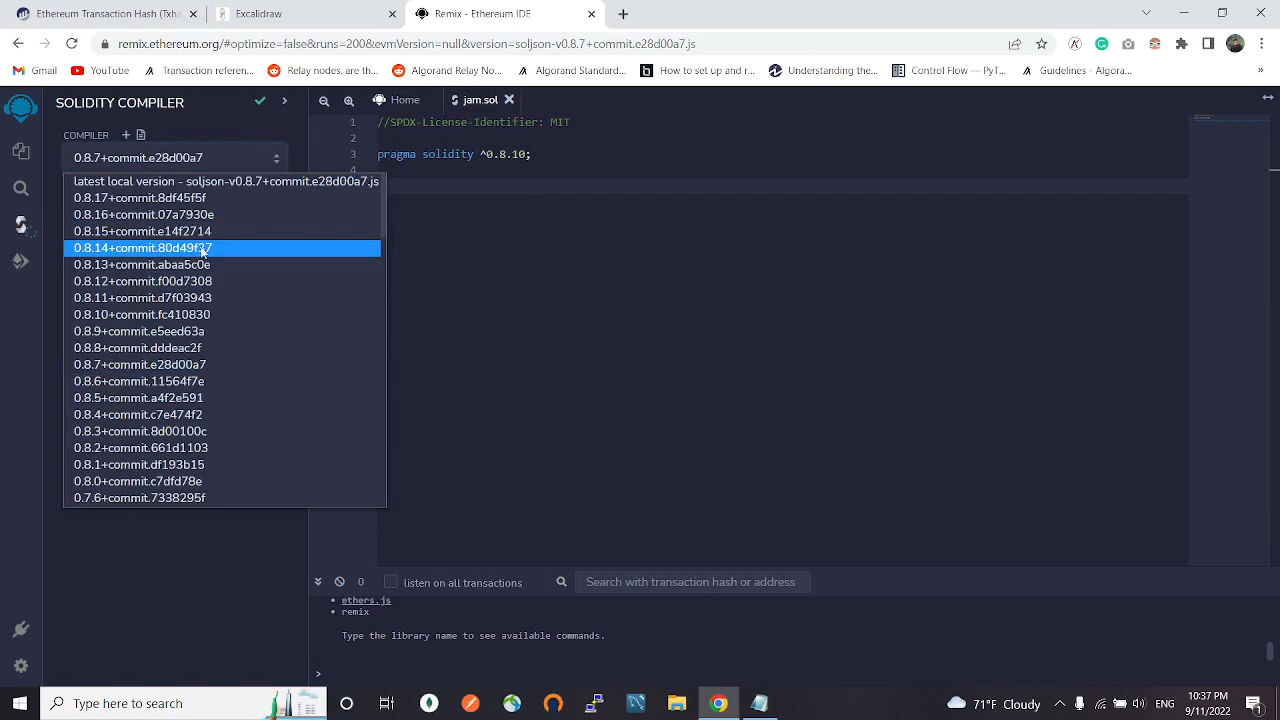 Ethereum Transaction Hash (Txha
Excalidraw
Remix - Ethereum IDE
remix.ethereum.org/#optimize=false&runs=200&evmVersion=null&version=soljson-v0.8.7+commit.e28d00a7.js
Gmail
YouTube
Transaction referen...
Relay nodes, are th...
Algorand Relay No...
Algorand Standard...
How to set up and r...
Understanding the...
Control Flow — PyT...
Guidelines - Algora...
»
SOLIDITY COMPILER
Home
jam.sol
COMPILER
0.8.7+commit.e28d00a7
latest local version - soljson-v0.8.7+commit.e28d00a7.js
0.8.17+commit.8df45f5f
0.8.16+commit.07a7930e
0.8.15+commit.e14f2714
0.8.14+commit.80d49f37
0.8.13+commit.abaa5c0e
0.8.12+commit.f00d7308
0.8.11+commit.d7f03943
0.8.10+commit.fc410830
0.8.9+commit.e5eed63a
0.8.8+commit.dddeac2f
0.8.7+commit.e28d00a7
0.8.6+commit.11564f7e
0.8.5+commit.a4f2e591
0.8.4+commit.c7e474f2
0.8.3+commit.8d00100c
0.8.2+commit.661d1103
0.8.1+commit.df193b15
0.8.0+commit.c7dfd78e
0.7.6+commit.7338295f
1 //SPDX-License-Identifier: MIT
2
3 pragma solidity ^0.8.10;
4
0
listen on all transactions
Search with transaction hash or address
• ethers.js
• remix
Type the library name to see available commands.
>
Type here to search
ENG
10:37 PM
9/11/2022